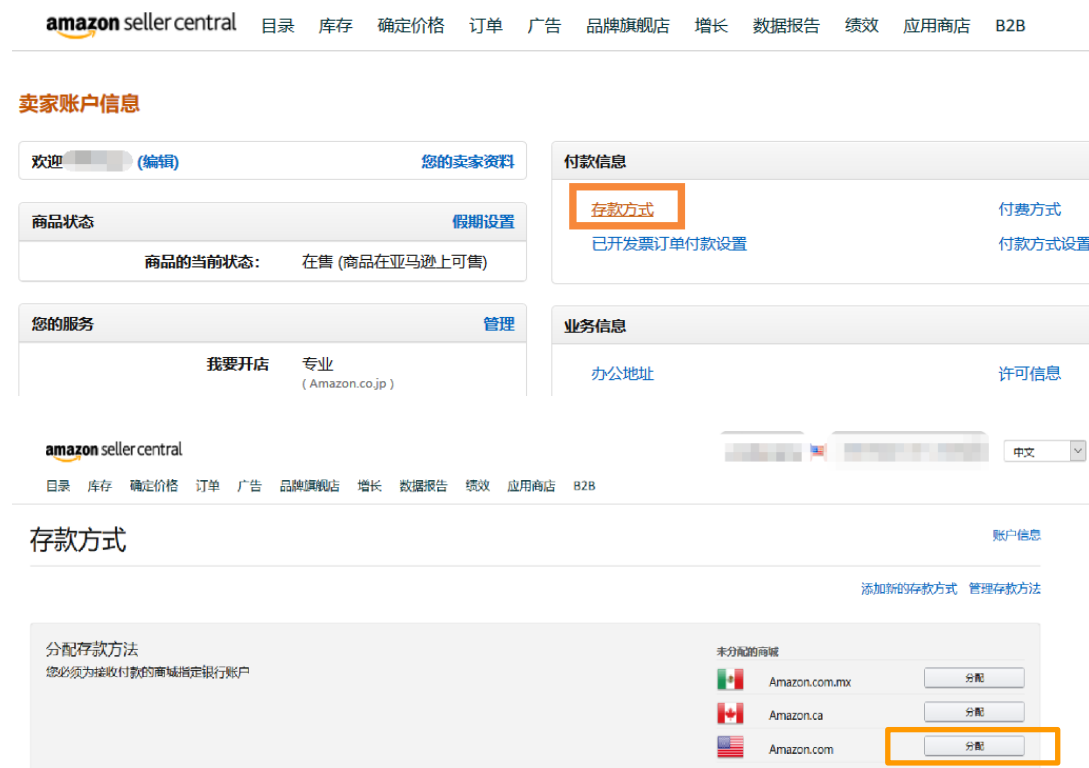 amazon seller central 目录 库存 确定价格 订单 广告 品牌旗舰店 增长 数据报告 绩效 应用商店 B2B
卖家账户信息
欢迎 (编辑) 您的卖家资料
付款信息
商品状态 假期设置
存款方式 付费方式
已开发票订单付款设置 付款方式设置
商品的当前状态: 在售 (商品在亚马逊上可售)
您的服务 管理
业务信息
我要开店 专业
( Amazon.co.jp )
办公地址 许可信息
amazon seller central
中文
目录 库存 确定价格 订单 广告 品牌旗舰店 增长 数据报告 绩效 应用商店 B2B
存款方式 账户信息
添加新的存款方式 管理存款方法
分配存款方法
您必须为接收付款的商城指定银行账户
未分配的商城
Amazon.com.mx 分配
Amazon.ca 分配
Amazon.com 分配